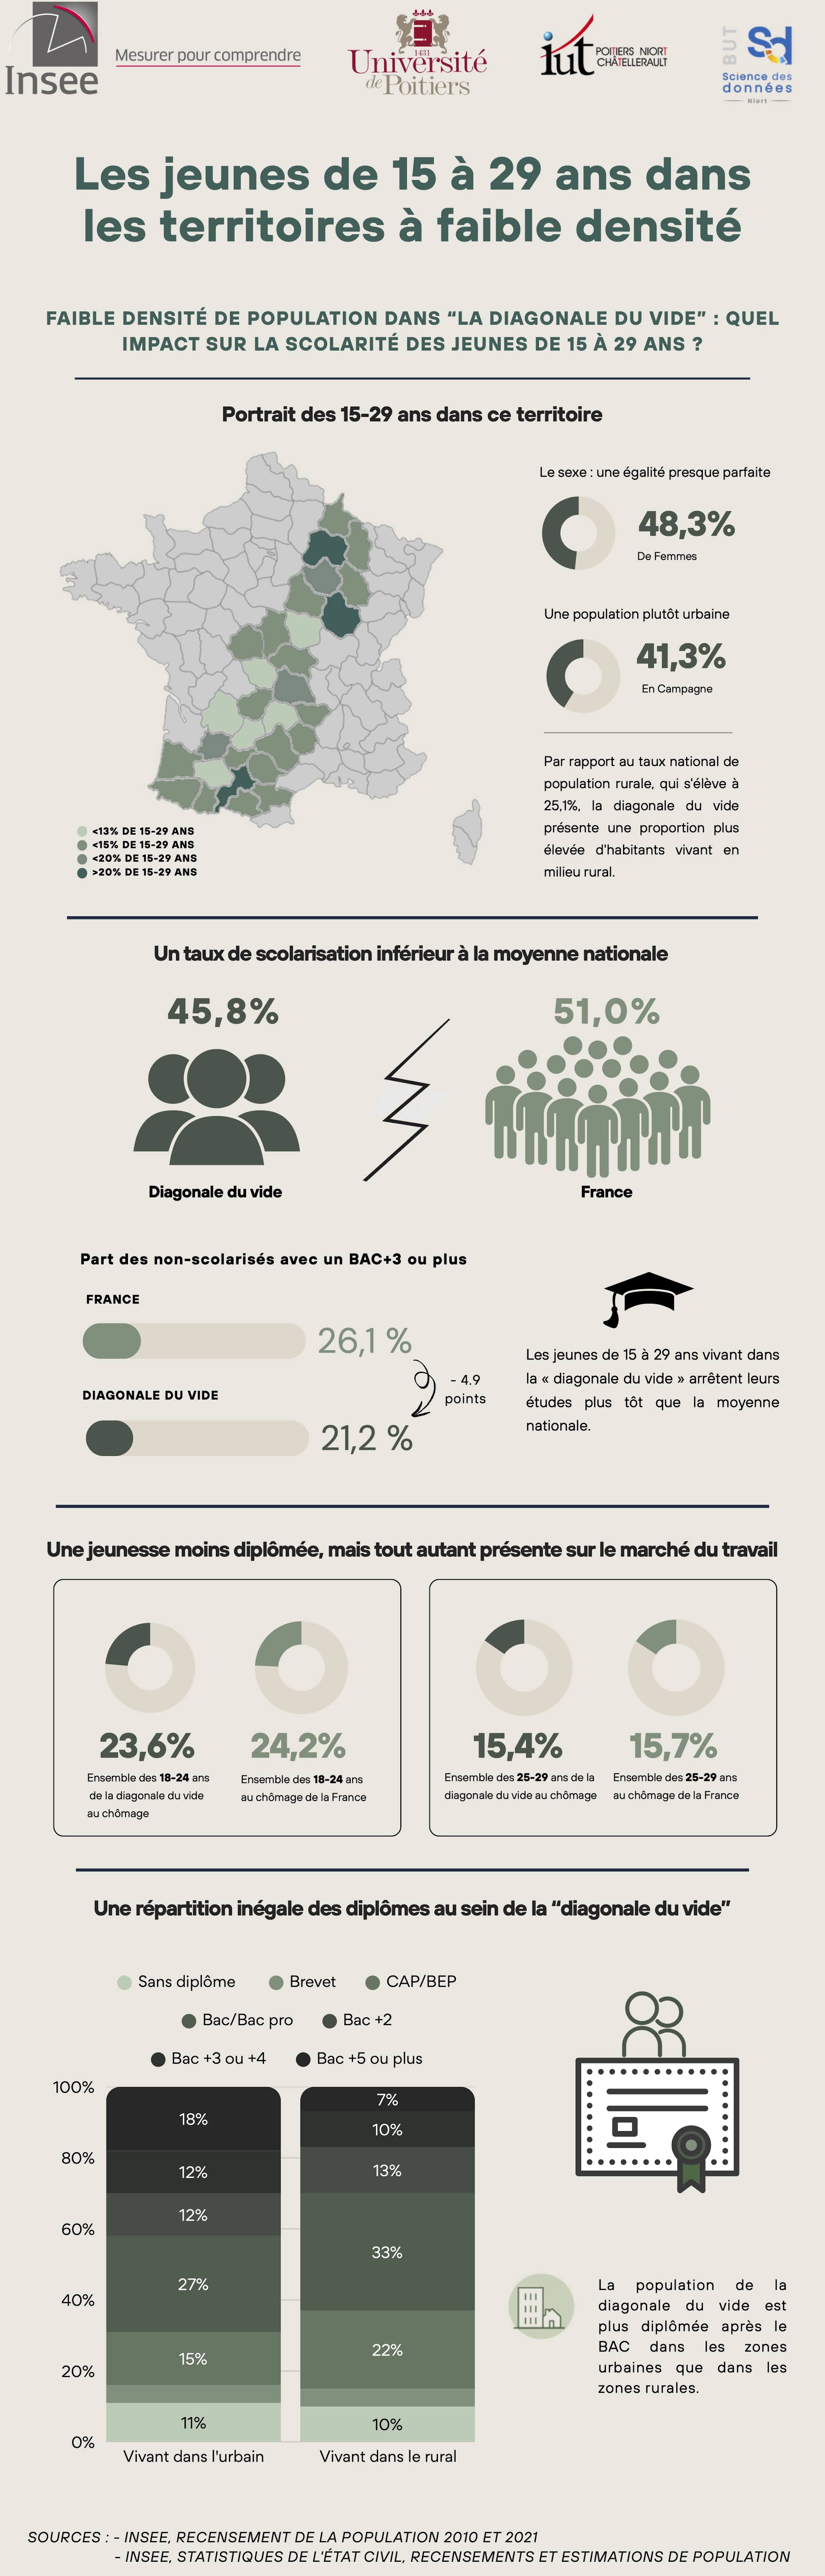 Insee
Mesurer pour comprendre
1431
Université
de Poitiers
iut
POITIERS NIORT
CHÂTELLERAULT
BUT
Sd
Science des
données
Niort
Les jeunes de 15 à 29 ans dans
les territoires à faible densité
FAIBLE DENSITÉ DE POPULATION DANS “LA DIAGONALE DU VIDE” : QUEL
IMPACT SUR LA SCOLARITÉ DES JEUNES DE 15 À 29 ANS ?
Portrait des 15-29 ans dans ce territoire
<13% DE 15-29 ANS
<15% DE 15-29 ANS
<20% DE 15-29 ANS
>20% DE 15-29 ANS
Le sexe : une égalité presque parfaite
48,3%
De Femmes
Une population plutôt urbaine
41,3%
En Campagne
Par rapport au taux national de
population rurale, qui s'élève à
25,1%, la diagonale du vide
présente une proportion plus
élevée d'habitants vivant en
milieu rural.
Un taux de scolarisation inférieur à la moyenne nationale
45,8%
Diagonale du vide
51,0%
France
Part des non-scolarisés avec un BAC+3 ou plus
FRANCE
26,1 %
- 4.9
points
DIAGONALE DU VIDE
21,2 %
Les jeunes de 15 à 29 ans vivant dans
la « diagonale du vide » arrêtent leurs
études plus tôt que la moyenne
nationale.
Une jeunesse moins diplômée, mais tout autant présente sur le marché du travail
23,6%
Ensemble des 18-24 ans
de la diagonale du vide
au chômage
24,2%
Ensemble des 18-24 ans
au chômage de la France
15,4%
Ensemble des 25-29 ans de la
diagonale du vide au chômage
15,7%
Ensemble des 25-29 ans
au chômage de la France
Une répartition inégale des diplômes au sein de la “diagonale du vide”
Sans diplôme
Brevet
CAP/BEP
Bac/Bac pro
Bac +2
Bac +3 ou +4
Bac +5 ou plus
100%
80%
60%
40%
20%
0%
18%
12%
12%
27%
15%
11%
Vivant dans l'urbain
7%
10%
13%
33%
22%
10%
Vivant dans le rural
La population de la
diagonale du vide est
plus diplômée après le
BAC dans les zones
urbaines que dans les
zones rurales.
SOURCES : - INSEE, RECENSEMENT DE LA POPULATION 2010 ET 2021
- INSEE, STATISTIQUES DE L'ÉTAT CIVIL, RECENSEMENTS ET ESTIMATIONS DE POPULATION